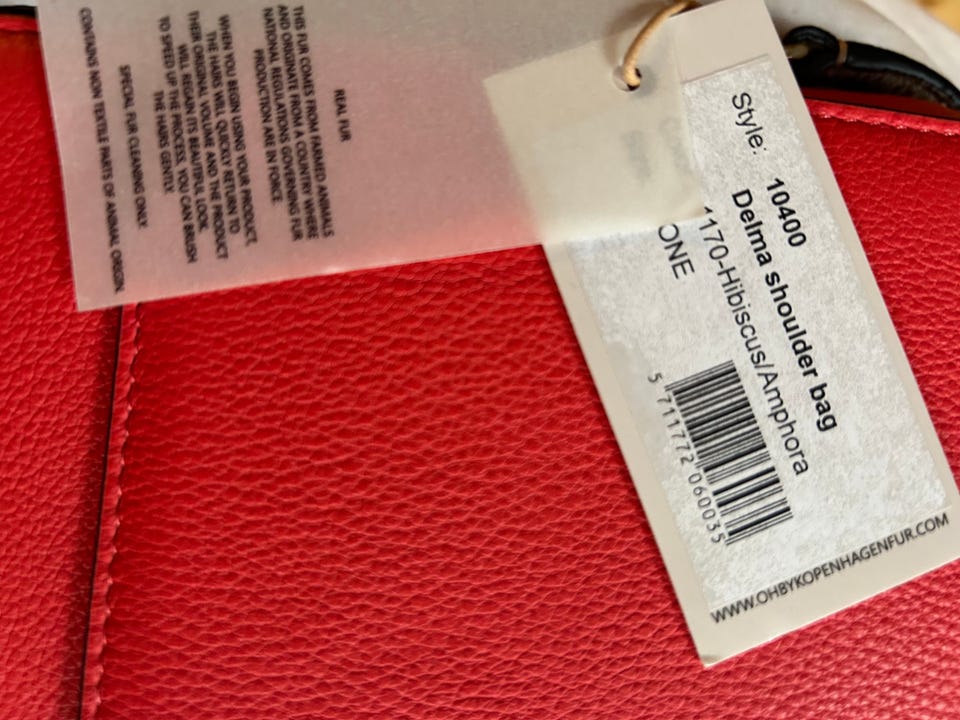 REAL FUR
THIS FUR COMES FROM FARMED ANIMALS
AND ORIGINATE FROM A COUNTRY WHERE
NATIONAL REGULATIONS GOVERNING FUR
PRODUCTION ARE IN FORCE.
WHEN YOU BEGIN USING YOUR PRODUCT,
THE HAIRS WILL QUICKLY RETURN TO
THEIR ORIGINAL VOLUME AND THE PRODUCT
WILL REGAIN ITS BEAUTIFUL LOOK.
TO SPEED UP THE PROCESS, YOU CAN BRUSH
THE HAIRS GENTLY.
SPECIAL FUR CLEANING ONLY.
CONTAINS NON TEXTILE PARTS OF ANIMAL ORIGIN.
Style: 10400
Delma shoulder bag
1170-Hibiscus/Amphora
ONE
5 711772 060035
WWW.OHBYKOPENHAGENFUR.COM